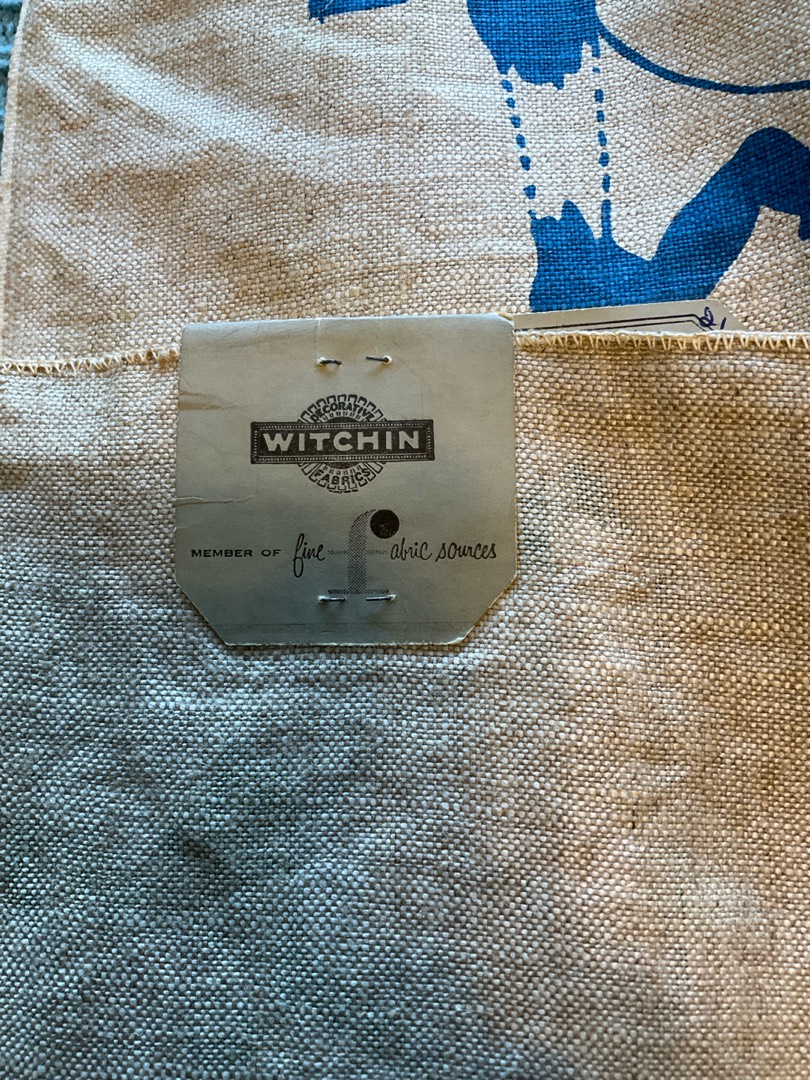 DECORATIVE
WITCHIN
FABRICS
MEMBER OF fine fabric sources